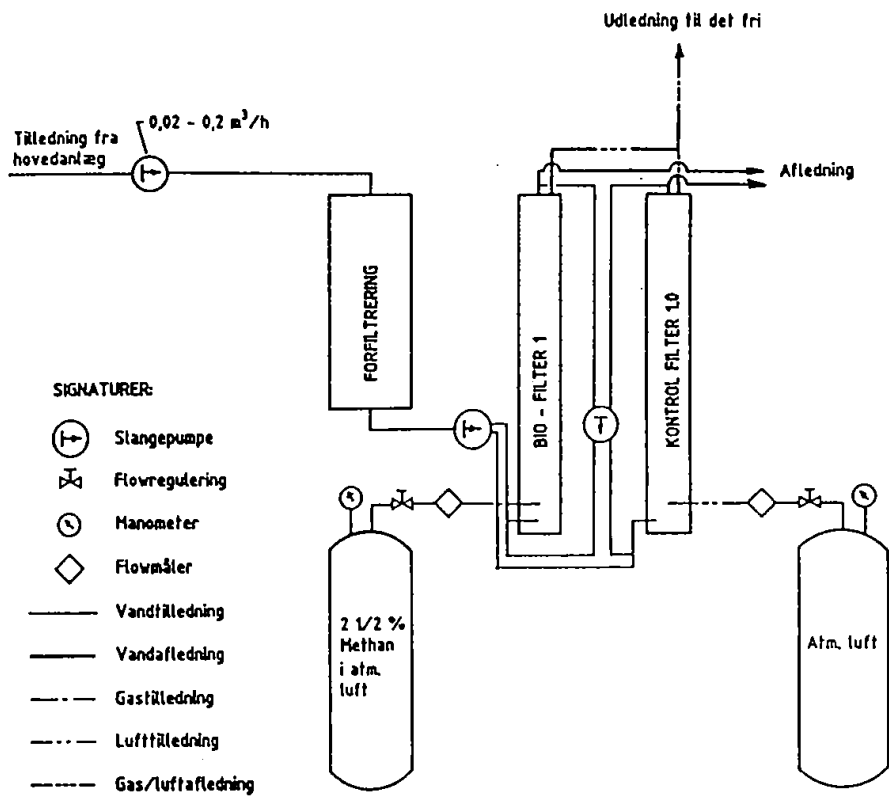 Udledning til det fri
0,02 - 0,2 m³/h
Tilledning fra
hovedanlæg
Afledning
FORFILTRERING
BIO - FILTER 1
KONTROL FILTER 1.0
SIGNATURER:
Slangepumpe
Flowregulering
Manometer
Flowmåler
Vandtilledning
Vandafledning
Gastilledning
Lufttilledning
Gas/luftafledning
2 1/2 %
Methan
i atm.
luft
Atm. luft